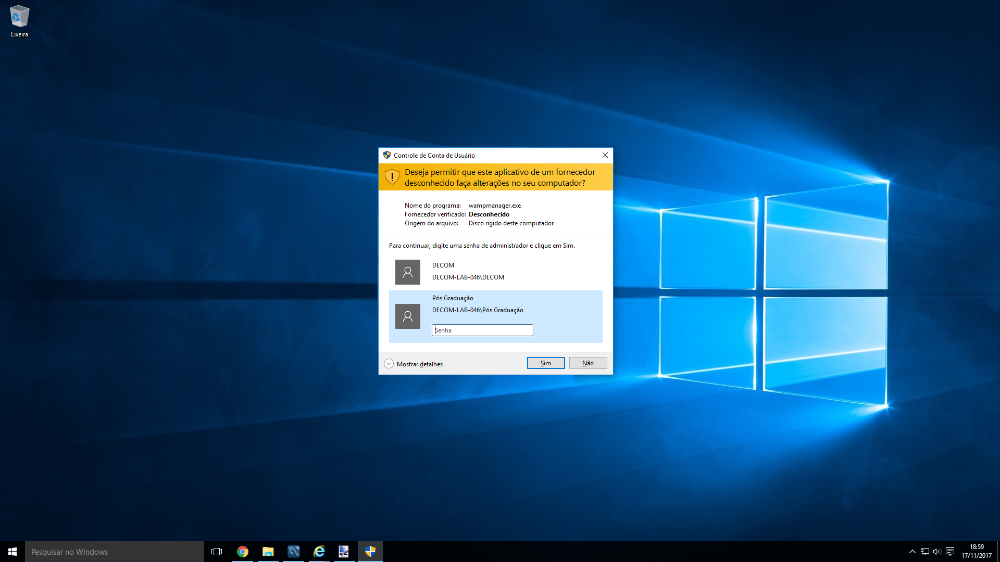 Lixeira
Controle de Conta de Usuário
Deseja permitir que este aplicativo de um fornecedor
desconhecido faça alterações no seu computador?
Nome do programa: wampmanager.exe
Fornecedor verificado: Desconhecido
Origem do arquivo: Disco rígido deste computador
Para continuar, digite uma senha de administrador e clique em Sim.
DECOM
DECOM-LAB-046\DECOM
Pós Graduação
DECOM-LAB-046\Pós Graduação
Senha
Mostrar detalhes
Sim
Não
Pesquisar no Windows
18:59
17/11/2017